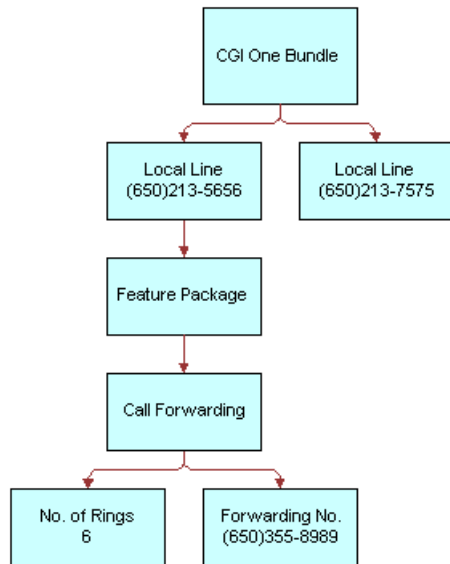 CGI One Bundle
Local Line
(650)213-5656
Local Line
(650)213-7575
Feature Package
Call Forwarding
No. of Rings
6
Forwarding No.
(650)355-8989